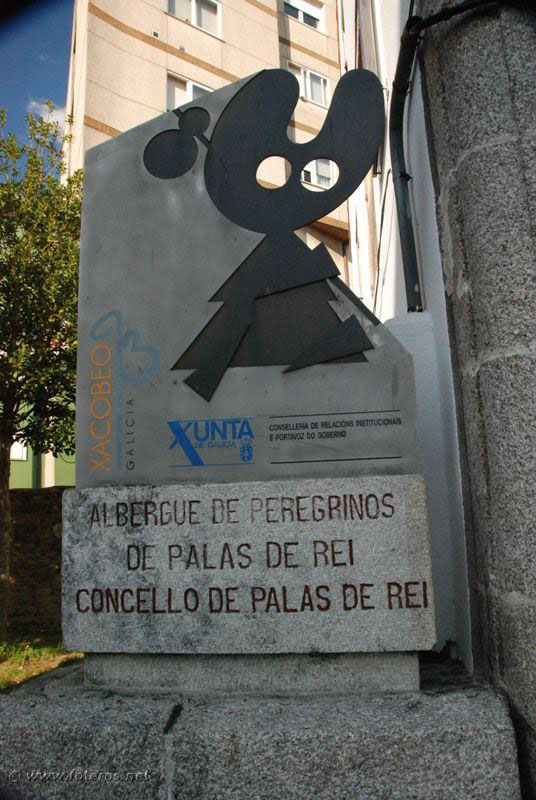 XACOBEO
93
GALICIA
XUNTA
DE GALICIA
CONSELLERÍA DE RELACIÓNS INSTITUCIONAIS
E PORTAVOZ DO GOBERNO
ALBERGUE DE PEREGRINOS
DE PALAS DE REI
CONCELLO DE PALAS DE REI
© www.foteros.net